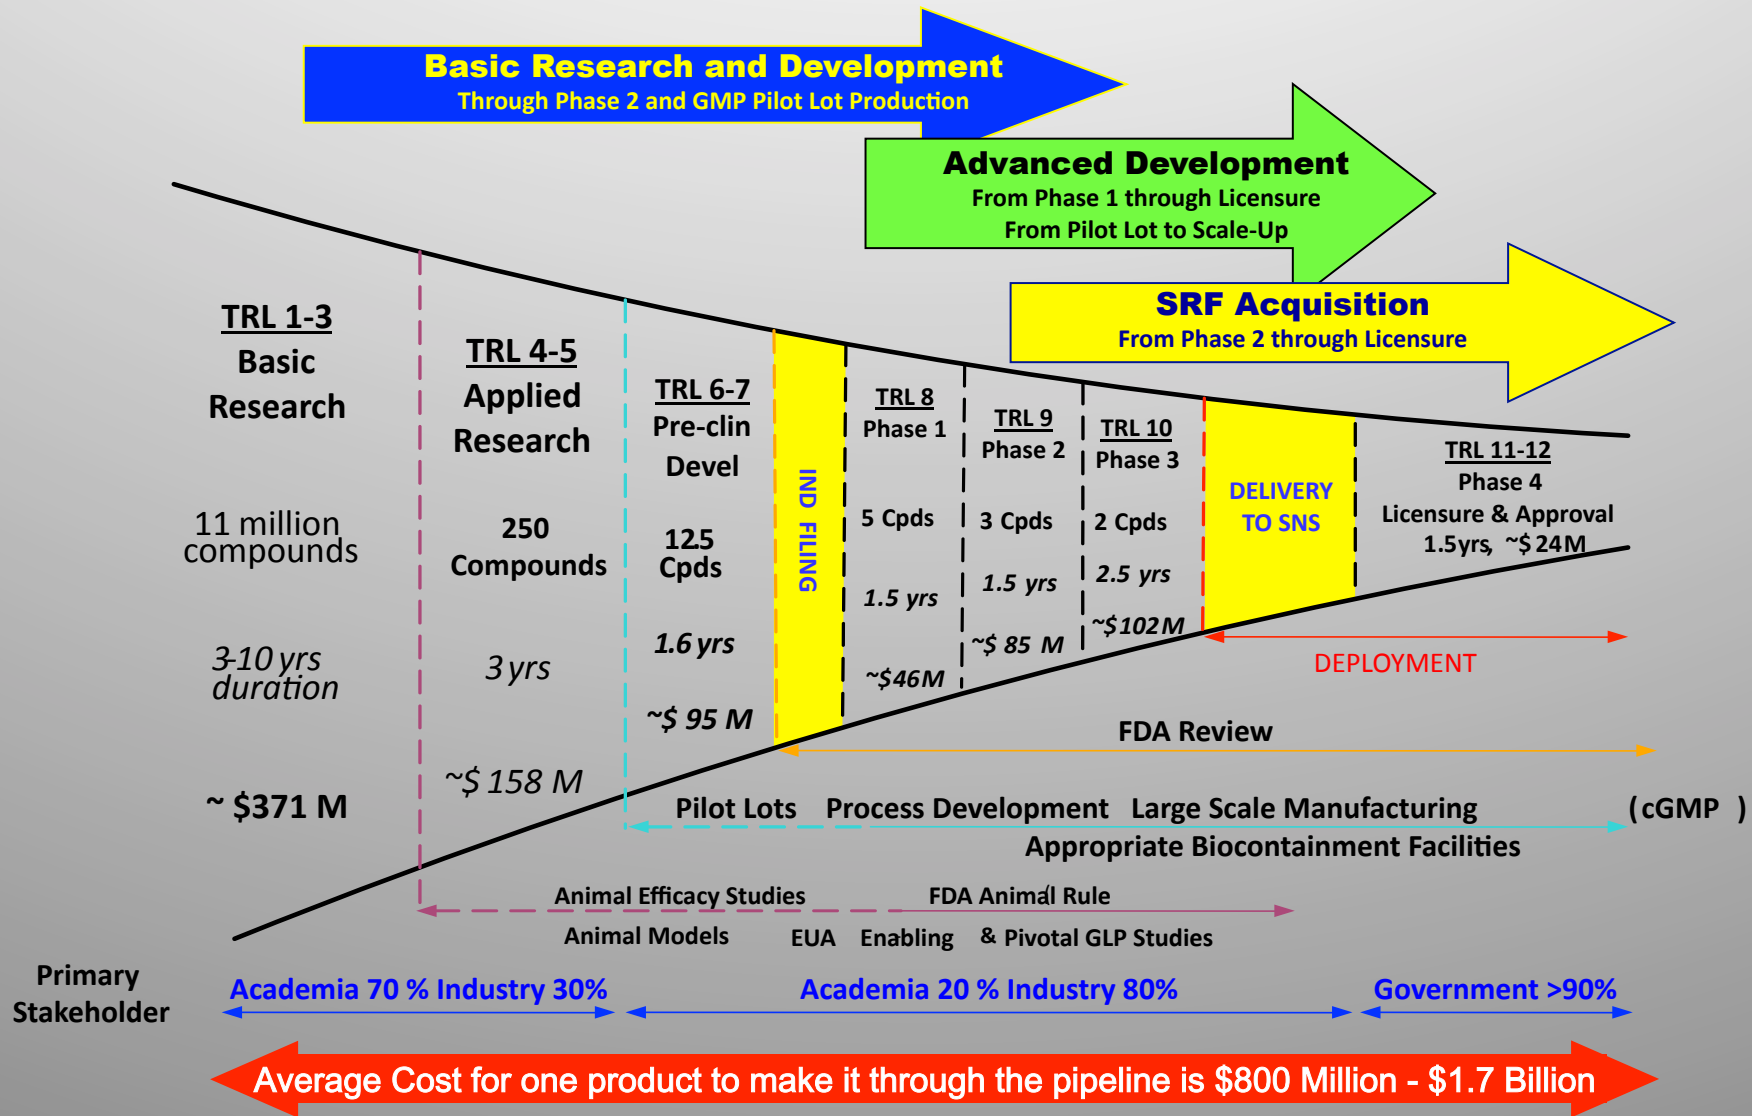 Basic Research and Development
Through Phase 2 and GMP Pilot Lot Production
Advanced Development
From Phase 1 through Licensure
From Pilot Lot to Scale-Up
SRF Acquisition
From Phase 2 through Licensure
TRL 1-3
Basic
Research
11 million
compounds
3-10 yrs
duration
~ $371 M
TRL 4-5
Applied
Research
250
Compounds
3 yrs
~$ 158 M
TRL 6-7
Pre-clin
Devel
12.5
Cpds
1.6 yrs
~$ 95 M
IND FILING
TRL 8
Phase 1
5 Cpds
1.5 yrs
~$46M
TRL 9
Phase 2
3 Cpds
1.5 yrs
~$ 85 M
TRL 10
Phase 3
2 Cpds
2.5 yrs
~$102M
DELIVERY
TO SNS
TRL 11-12
Phase 4
Licensure & Approval
1.5yrs, ~$ 24M
DEPLOYMENT
FDA Review
Pilot Lots Process Development Large Scale Manufacturing (cGMP )
Appropriate Biocontainment Facilities
Animal Efficacy Studies FDA Animal Rule
Animal Models EUA Enabling & Pivotal GLP Studies
Primary
Stakeholder
Academia 70 % Industry 30%
Academia 20 % Industry 80%
Government >90%
Average Cost for one product to make it through the pipeline is $800 Million - $1.7 Billion